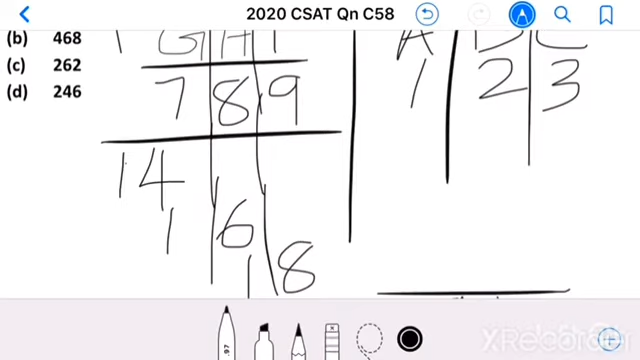 2020 CSAT Qn C58
(b) 468
(c) 262
(d) 246
G H I
7 8 9
14
1 6
1 8
A B C
1 2 3
.97
XRecorder